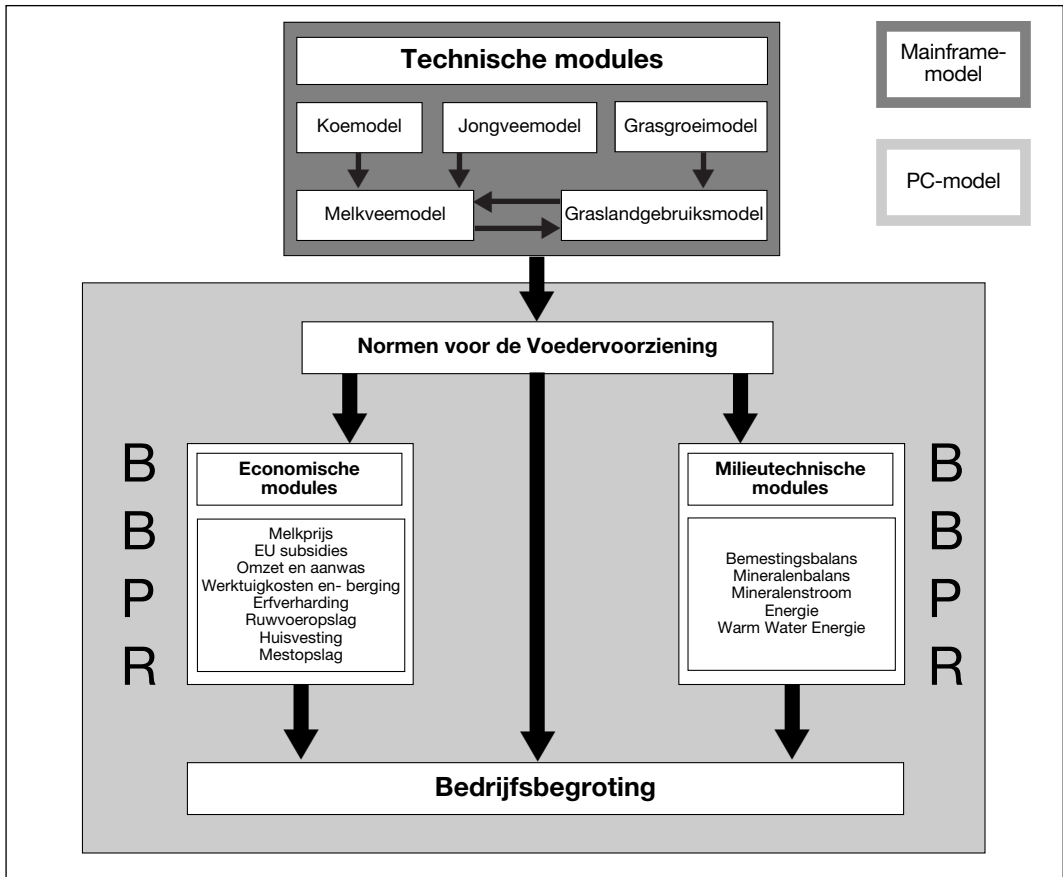 Technische modules
Mainframe-
model
Koemodel
Jongveemodel
Grasgroeimodel
PC-model
Melkveemodel
Graslandgebruiksmodel
Normen voor de Voedervoorziening
B
B
P
R
Economische
modules
Melkprijs
EU subsidies
Omzet en aanwas
Werktuigkosten en- berging
Erfverharding
Ruwvoeropslag
Huisvesting
Mestopslag
Milieutechnische
modules
Bemestingsbalans
Mineralenbalans
Mineralenstroom
Energie
Warm Water Energie
B
B
P
R
Bedrijfsbegroting